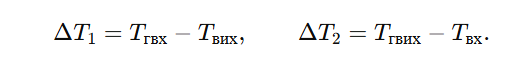 ΔT₁ = Tгвх − Tвих, ΔT₂ = Tгвих − Tвх.